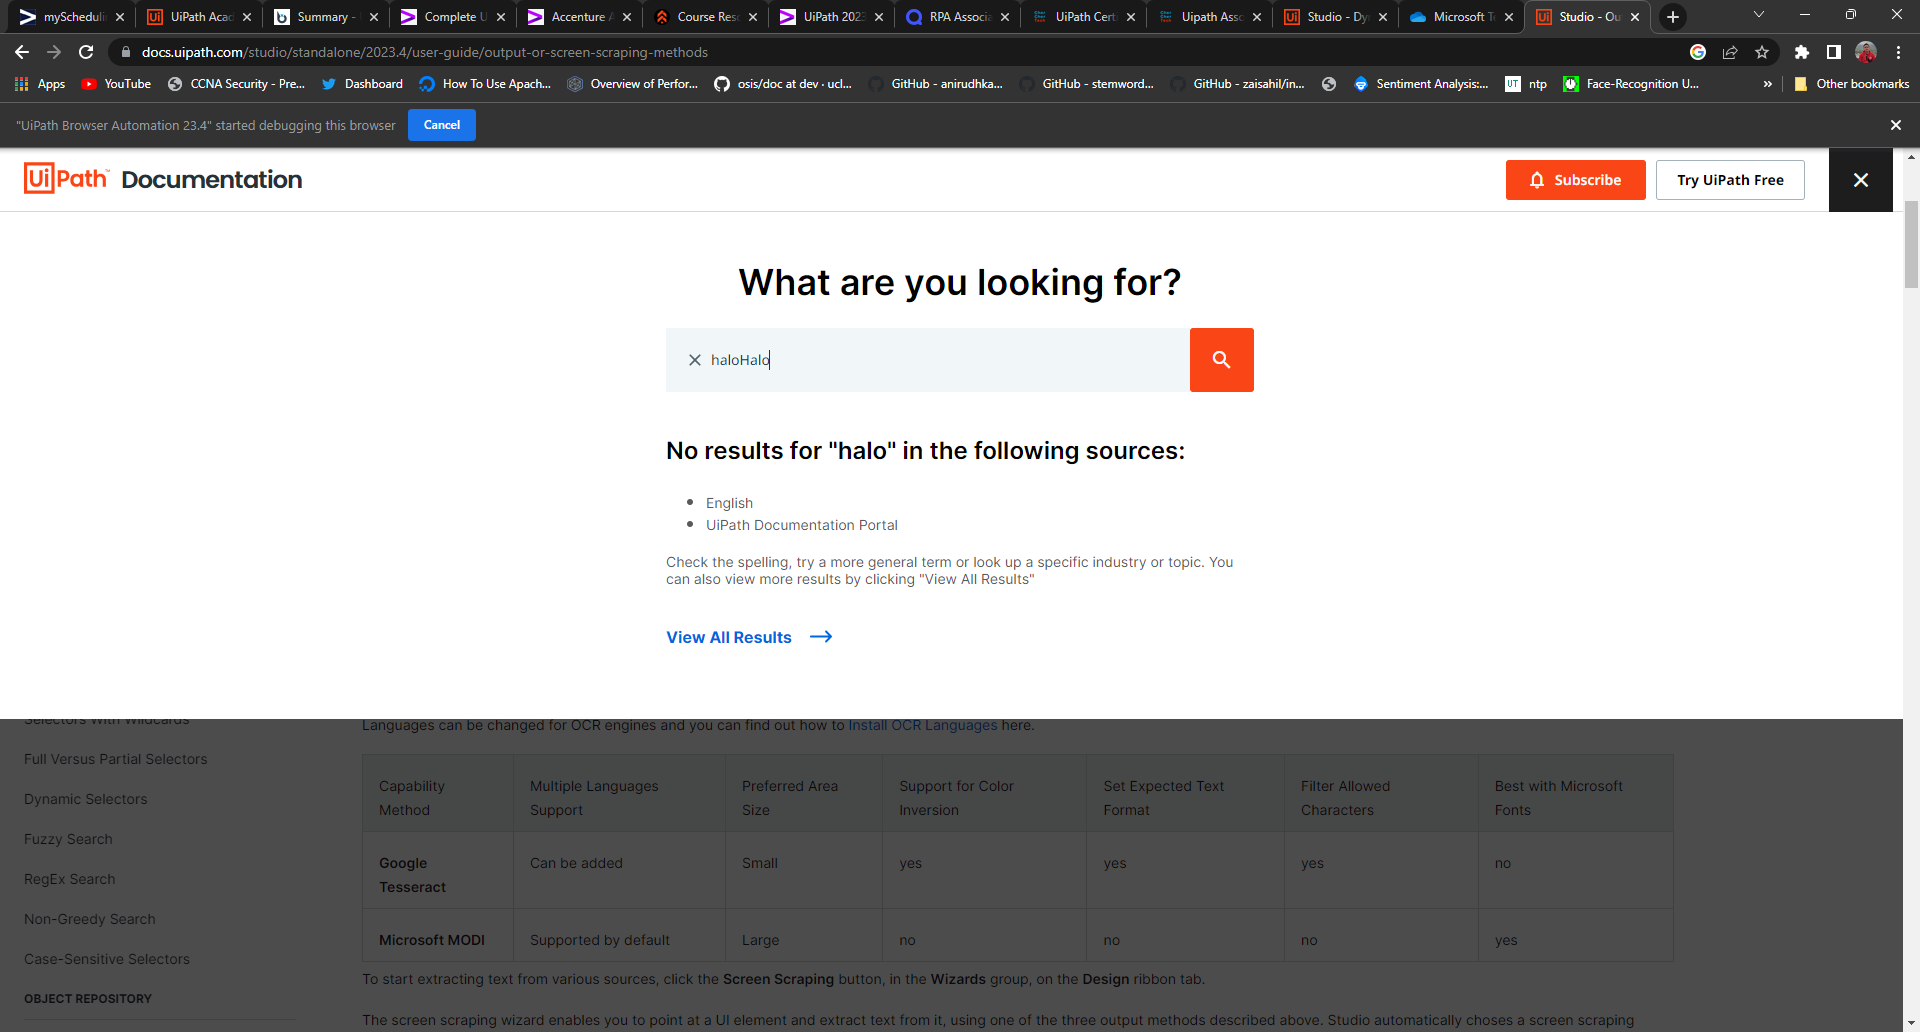 mySchedulin
UiPath Acad
Summary -
Complete U
Accenture A
Course Res
UiPath 202
RPA Associa
UiPath Certi
Uipath Asso
Studio - Dy
Microsoft T
Studio - Ou
docs.uipath.com/studio/standalone/2023.4/user-guide/output-or-screen-scraping-methods
Apps
YouTube
CCNA Security - Pre...
Dashboard
How To Use Apach...
Overview of Perfor...
osis/doc at dev · ucl...
GitHub - anirudhka...
GitHub - stemword...
GitHub - zaisahil/in...
Sentiment Analysis:...
UT ntp
Face-Recognition U...
»
Other bookmarks
"UiPath Browser Automation 23.4" started debugging this browser
Cancel
UiPath™ Documentation
Subscribe
Try UiPath Free
What are you looking for?
haloHalo
No results for "halo" in the following sources:
English
UiPath Documentation Portal
Check the spelling, try a more general term or look up a specific industry or topic. You
can also view more results by clicking "View All Results"
View All Results
Selectors With Wildcards
Full Versus Partial Selectors
Dynamic Selectors
Fuzzy Search
RegEx Search
Non-Greedy Search
Case-Sensitive Selectors
OBJECT REPOSITORY
Languages can be changed for OCR engines and you can find out how to Install OCR Languages here.
Capability Method
Multiple Languages Support
Preferred Area Size
Support for Color Inversion
Set Expected Text Format
Filter Allowed Characters
Best with Microsoft Fonts
Google Tesseract
Can be added
Small
yes
yes
yes
no
Microsoft MODI
Supported by default
Large
no
no
no
yes
To start extracting text from various sources, click the Screen Scraping button, in the Wizards group, on the Design ribbon tab.
The screen scraping wizard enables you to point at a UI element and extract text from it, using one of the three output methods described above. Studio automatically choses a screen scraping